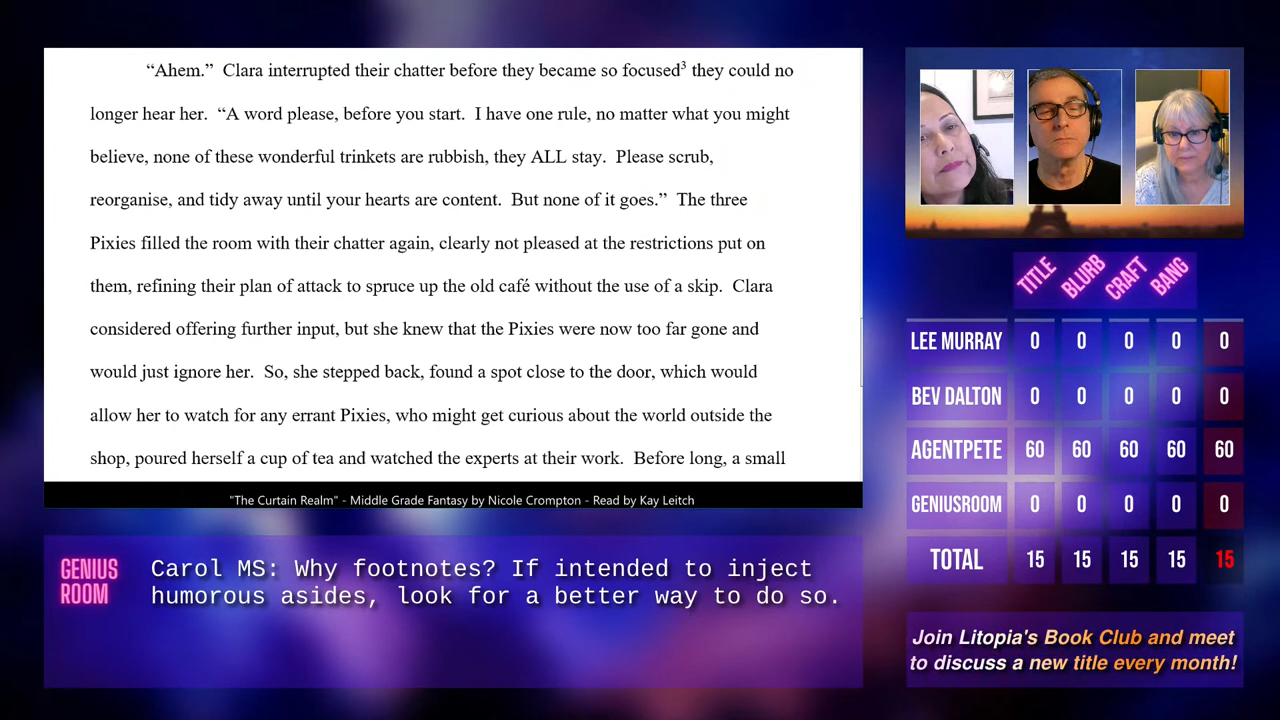 “Ahem.”  Clara interrupted their chatter before they became so focused³ they could no
longer hear her.  “A word please, before you start.  I have one rule, no matter what you might
believe, none of these wonderful trinkets are rubbish, they ALL stay.  Please scrub,
reorganise, and tidy away until your hearts are content.  But none of it goes.”  The three
Pixies filled the room with their chatter again, clearly not pleased at the restrictions put on
them, refining their plan of attack to spruce up the old café without the use of a skip.  Clara
considered offering further input, but she knew that the Pixies were now too far gone and
would just ignore her.  So, she stepped back, found a spot close to the door, which would
allow her to watch for any errant Pixies, who might get curious about the world outside the
shop, poured herself a cup of tea and watched the experts at their work.  Before long, a small
"The Curtain Realm" - Middle Grade Fantasy by Nicole Crompton - Read by Kay Leitch
GENIUS
ROOM
Carol MS: Why footnotes? If intended to inject
humorous asides, look for a better way to do so.
TITLE BLURB CRAFT BANG
LEE MURRAY 0 0 0 0 0
BEV DALTON 0 0 0 0 0
AGENTPETE 60 60 60 60 60
GENIUSROOM 0 0 0 0 0
TOTAL 15 15 15 15 15
Join Litopia's Book Club and meet
to discuss a new title every month!